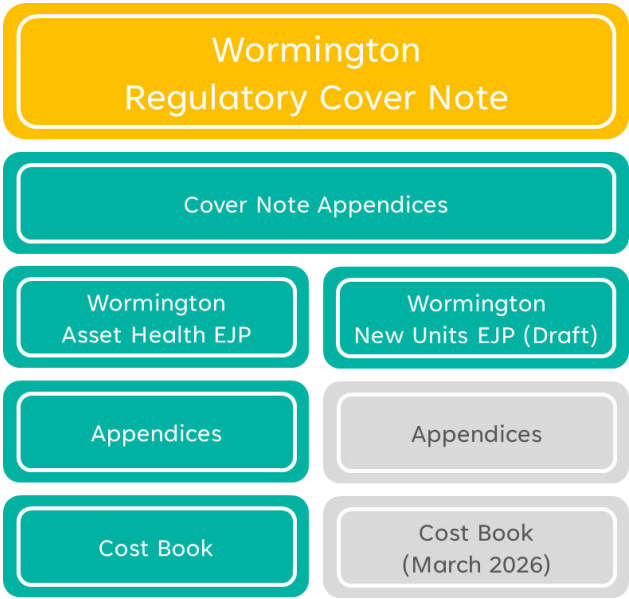 Wormington
Regulatory Cover Note
Cover Note Appendices
Wormington
Asset Health EJP
Wormington
New Units EJP (Draft)
Appendices
Appendices
Cost Book
Cost Book
(March 2026)